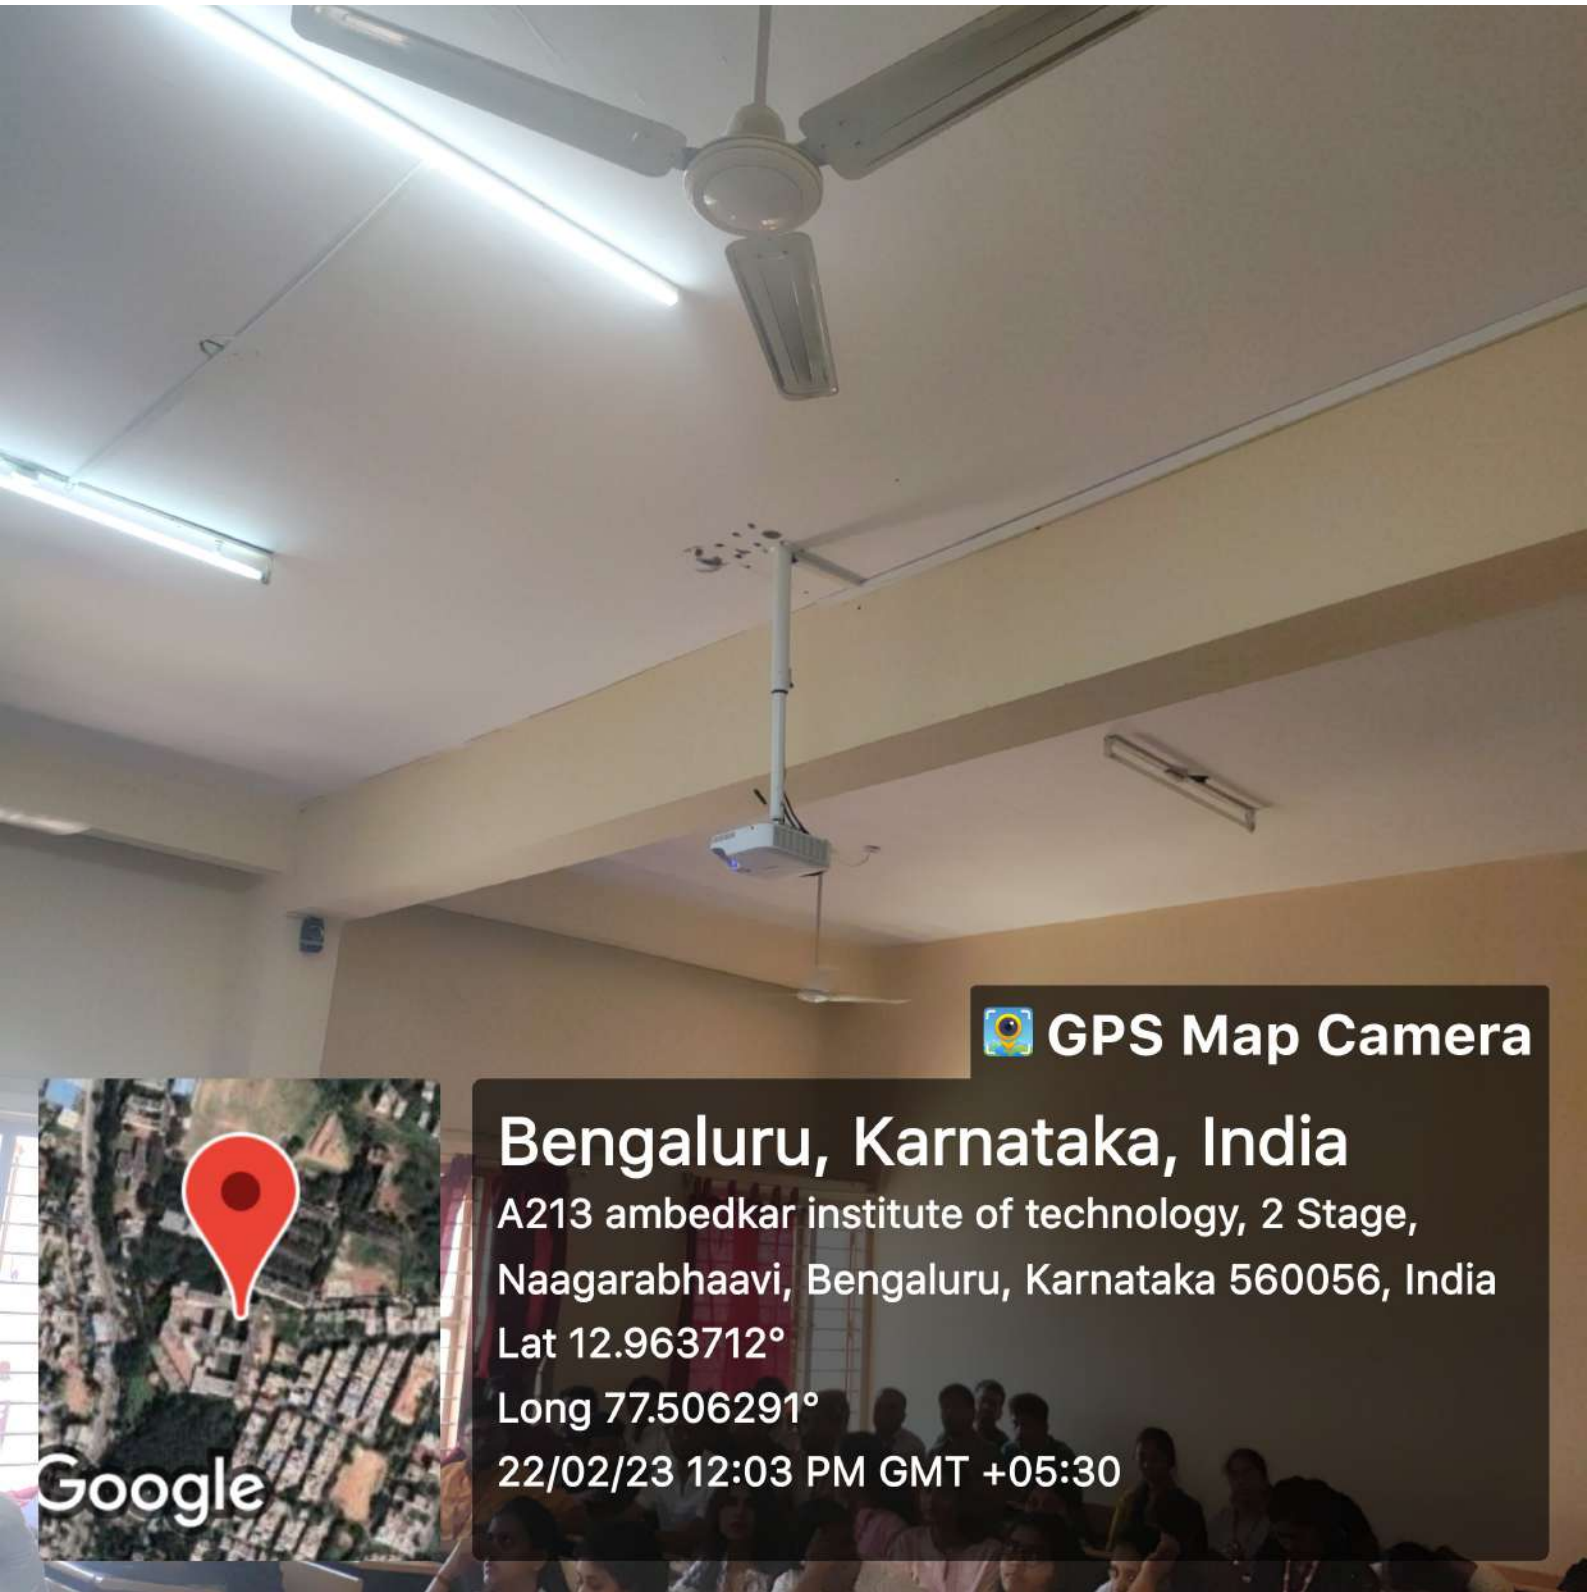 GPS Map Camera
Bengaluru, Karnataka, India
A213 ambedkar institute of technology, 2 Stage,
Naagarabhaavi, Bengaluru, Karnataka 560056, India
Lat 12.963712°
Long 77.506291°
22/02/23 12:03 PM GMT +05:30
Google